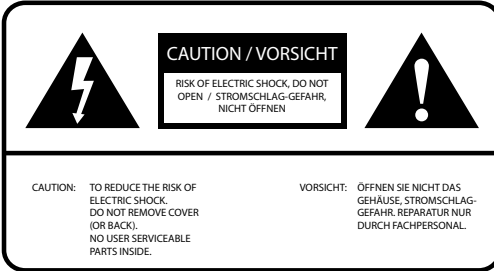 CAUTION / VORSICHT
RISK OF ELECTRIC SHOCK, DO NOT
OPEN / STROMSCHLAG-GEFAHR,
NICHT ÖFFNEN
CAUTION: TO REDUCE THE RISK OF
ELECTRIC SHOCK.
DO NOT REMOVE COVER
(OR BACK).
NO USER SERVICEABLE
PARTS INSIDE.
VORSICHT: ÖFFNEN SIE NICHT DAS
GEHÄUSE, STROMSCHLAG-
GEFAHR. REPARATUR NUR
DURCH FACHPERSONAL.